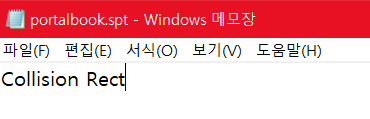 portalbook.spt - Windows 메모장
파일(F) 편집(E) 서식(O) 보기(V) 도움말(H)
Collision Rect